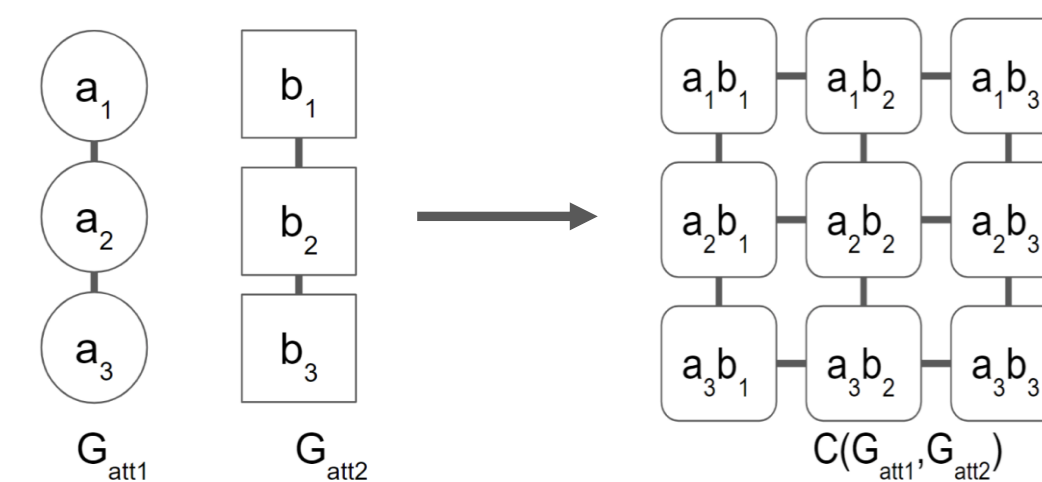 a1 b1 a1b1 a1b2 a1b3
a2 b2 a2b1 a2b2 a2b3
a3 b3 a3b1 a3b2 a3b3
Gatt1 Gatt2 C(Gatt1,Gatt2)